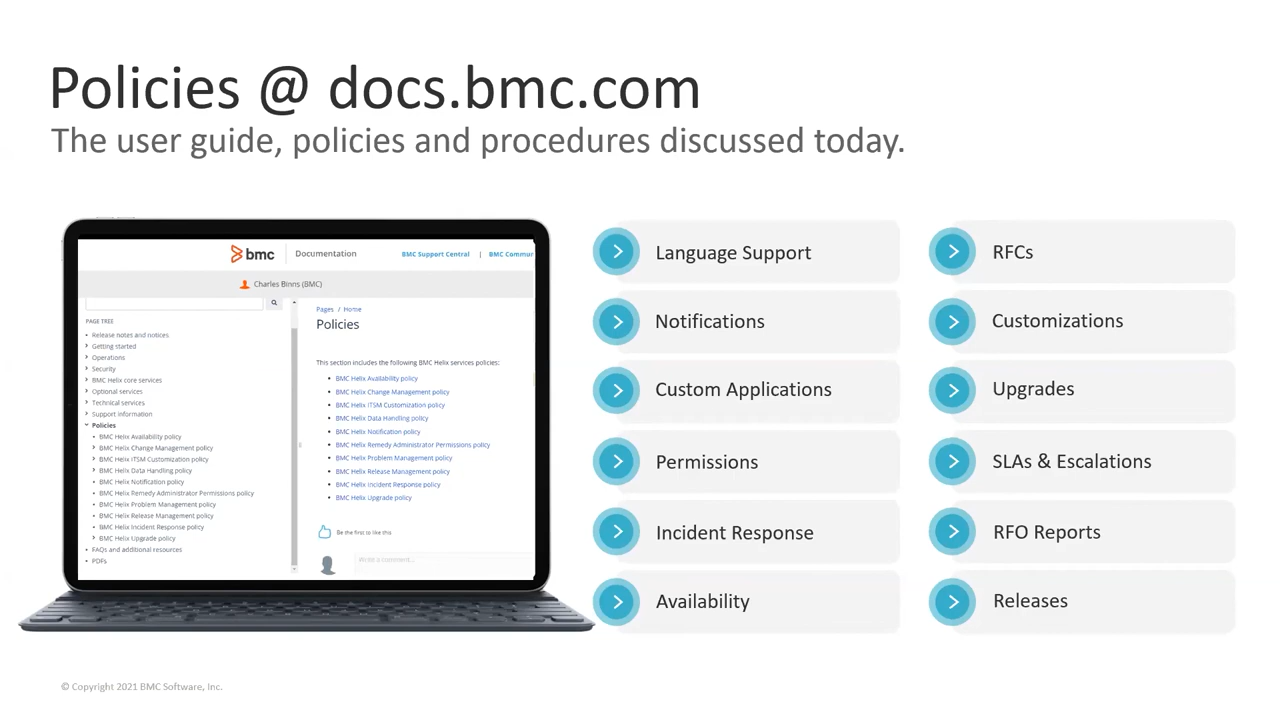 Policies @ docs.bmc.com
The user guide, policies and procedures discussed today.
bmc
Documentation
BMC Support Central | BMC Commun
Charles Binns (BMC)
PAGE TREE
Release notes and notices
Getting started
Operations
Security
BMC Helix core services
Optional services
Technical services
Support information
Policies
BMC Helix Availability policy
BMC Helix Change Management policy
BMC Helix ITSM Customization policy
BMC Helix Data Handling policy
BMC Helix Notification policy
BMC Helix Remedy Administrator Permissions policy
BMC Helix Problem Management policy
BMC Helix Release Management policy
BMC Helix Incident Response policy
BMC Helix Upgrade policy
FAQs and additional resources
PDFs
Pages / Home
Policies
This section includes the following BMC Helix services policies:
BMC Helix Availability policy
BMC Helix Change Management policy
BMC Helix ITSM Customization policy
BMC Helix Data Handling policy
BMC Helix Notification policy
BMC Helix Remedy Administrator Permissions policy
BMC Helix Problem Management policy
BMC Helix Release Management policy
BMC Helix Incident Response policy
BMC Helix Upgrade policy
Be the first to like this
Write a comment...
Language Support
Notifications
Custom Applications
Permissions
Incident Response
Availability
RFCs
Customizations
Upgrades
SLAs & Escalations
RFO Reports
Releases
© Copyright 2021 BMC Software, Inc.